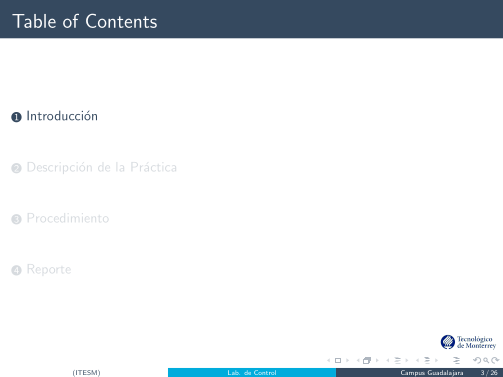 Table of Contents
1 Introducción
2 Descripción de la Práctica
3 Procedimiento
4 Reporte
Tecnológico
de Monterrey
(ITESM) Lab. de Control Campus Guadalajara 3 / 26